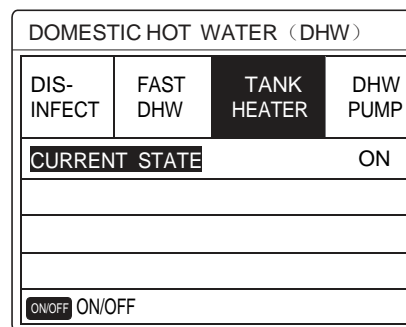 DOMESTIC HOT WATER（DHW）
DIS-
INFECT
FAST
DHW
TANK
HEATER
DHW
PUMP
CURRENT STATE ON
ON/OFF ON/OFF